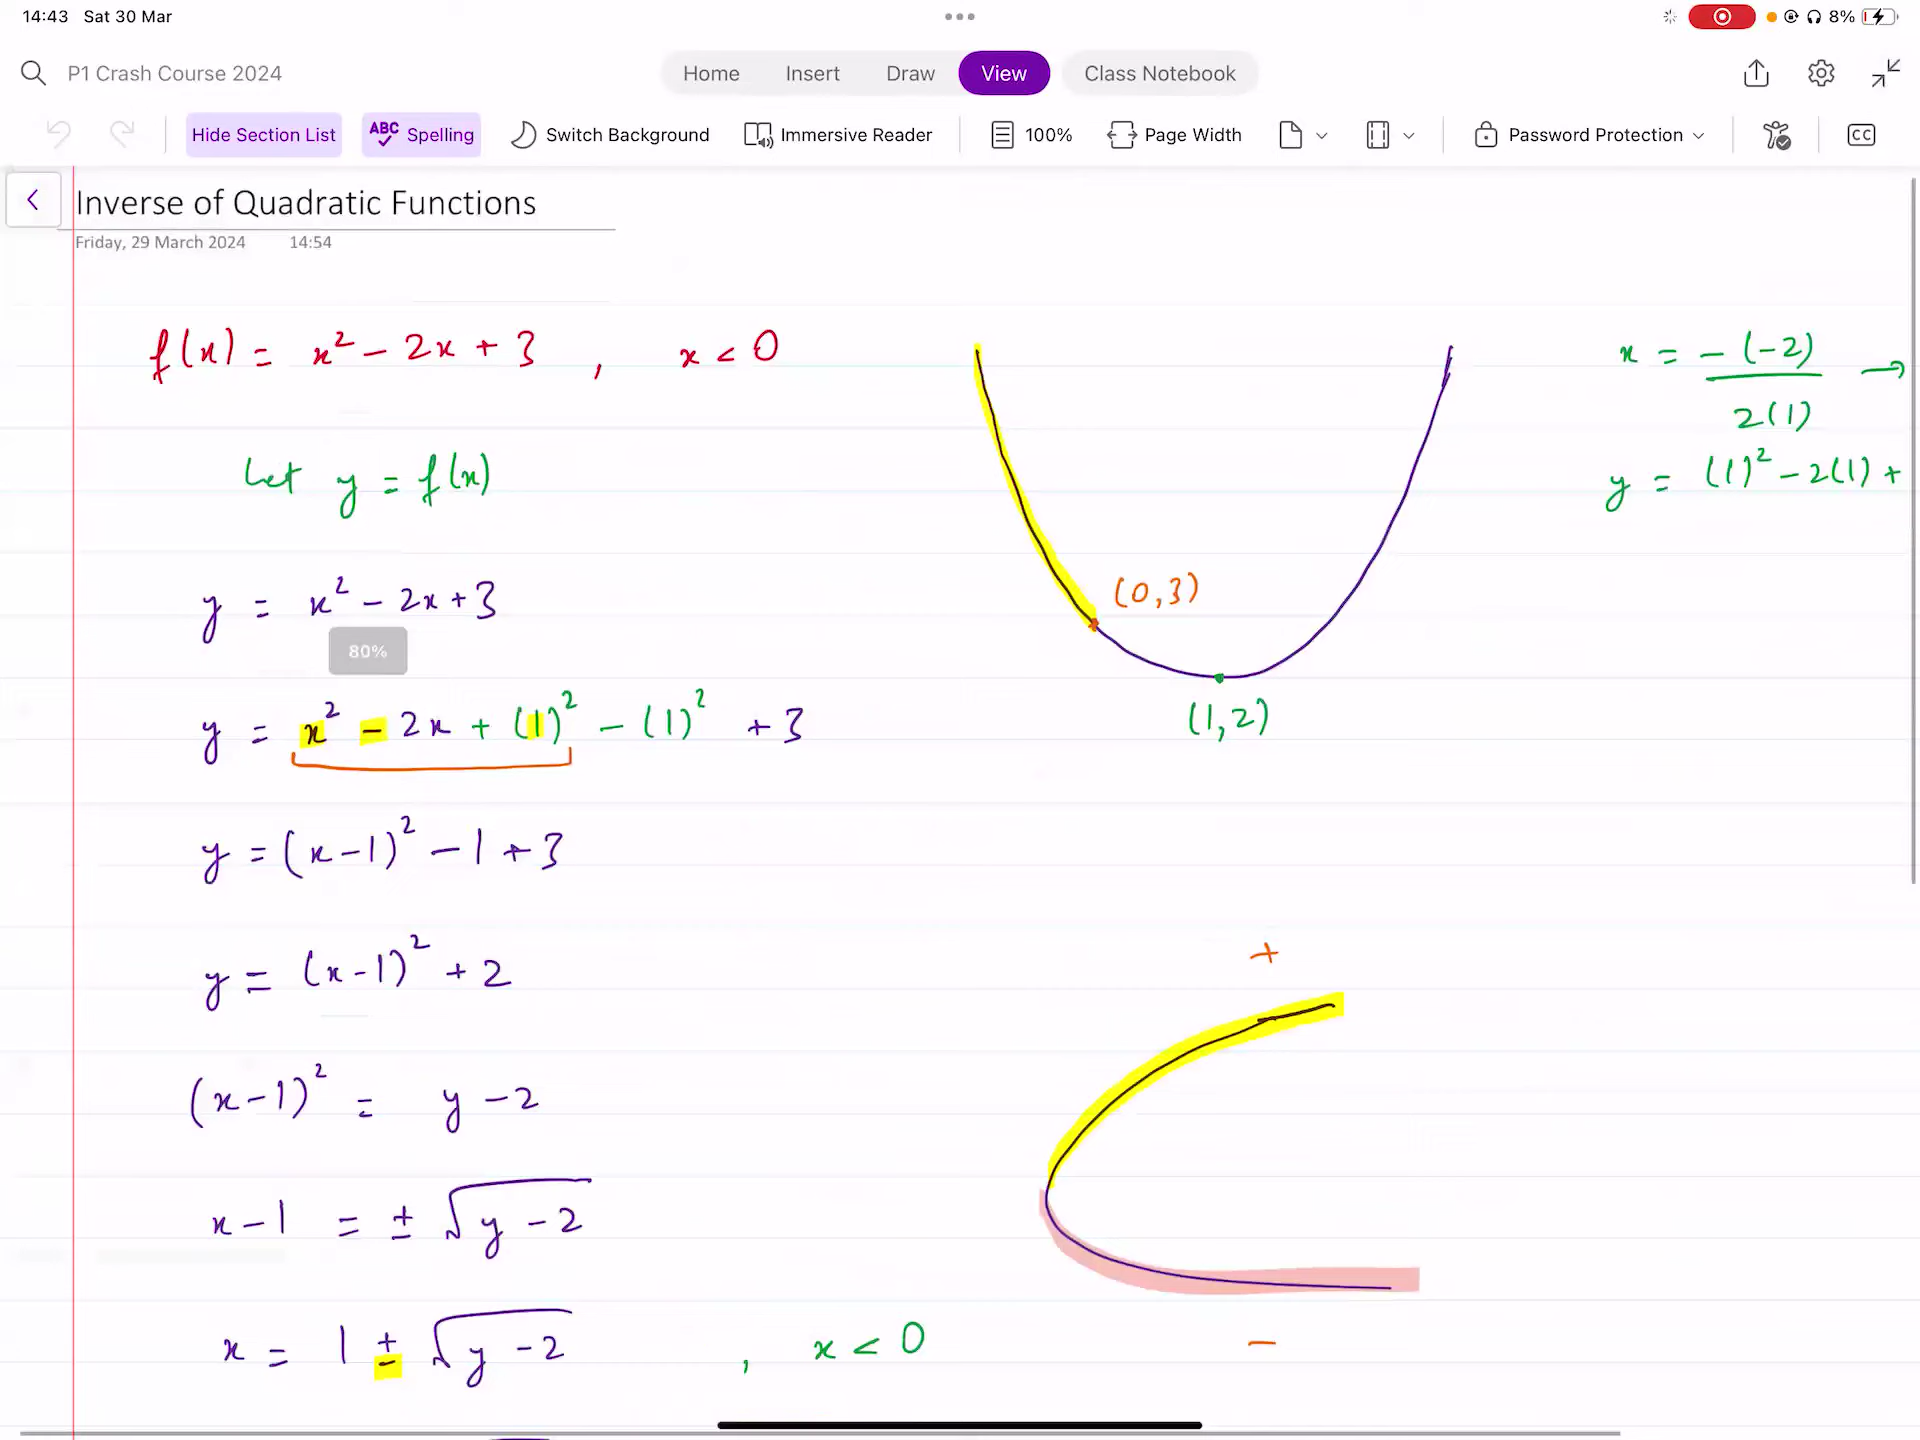 14:43 Sat 30 Mar
8%
P1 Crash Course 2024
Home Insert Draw View Class Notebook
Hide Section List ABC Spelling Switch Background Immersive Reader 100% Page Width Password Protection CC
Inverse of Quadratic Functions
Friday, 29 March 2024 14:54
f(x) = x² - 2x + 3 , x < 0
Let y = f(x)
y = x² - 2x + 3
80%
y = x² - 2x + (1)² - (1)² + 3
y = (x-1)² - 1 + 3
y = (x-1)² + 2
(x-1)² = y - 2
x - 1 = ± √(y - 2)
x = 1 ± √(y - 2) , x < 0
(0,3)
(1,2)
x = -(-2) →
2(1)
y = (1)² - 2(1) +
+
-